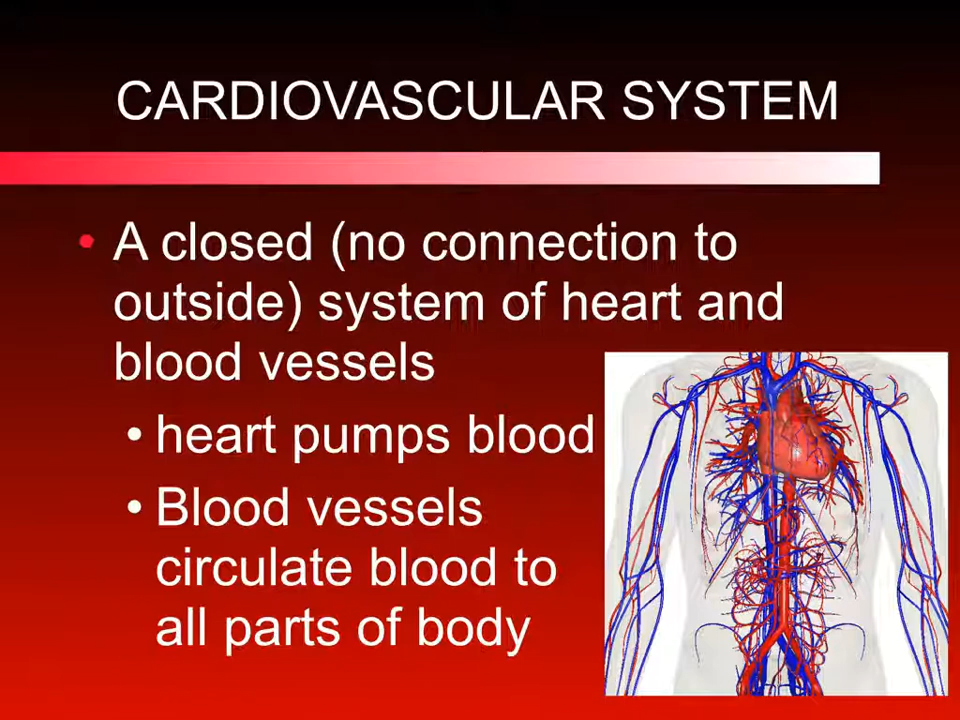 CARDIOVASCULAR SYSTEM
• A closed (no connection to
outside) system of heart and
blood vessels
• heart pumps blood
• Blood vessels
circulate blood to
all parts of body